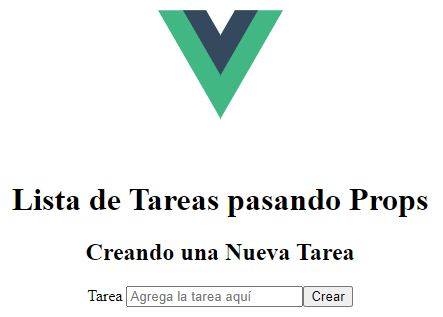 Lista de Tareas pasando Props
Creando una Nueva Tarea
Tarea Agrega la tarea aquí Crear